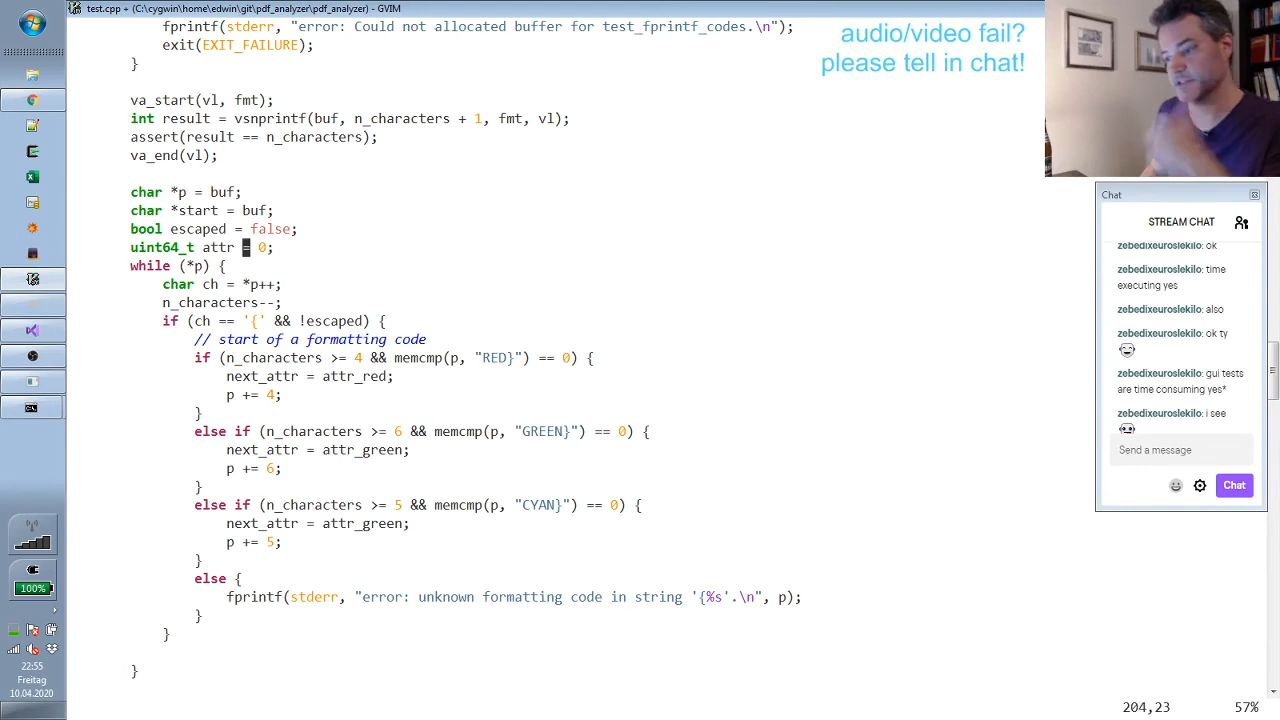 test.cpp + (C:\cygwin\home\edwin\git\pdf_analyzer\pdf_analyzer) - GVIM
fprintf(stderr, "error: Could not allocated buffer for test_fprintf_codes.\n");
exit(EXIT_FAILURE);
}
va_start(vl, fmt);
int result = vsnprintf(buf, n_characters + 1, fmt, vl);
assert(result == n_characters);
va_end(vl);
char *p = buf;
char *start = buf;
bool escaped = false;
uint64_t attr = 0;
while (*p) {
char ch = *p++;
n_characters--;
if (ch == '{' && !escaped) {
// start of a formatting code
if (n_characters >= 4 && memcmp(p, "RED}") == 0) {
next_attr = attr_red;
p += 4;
}
else if (n_characters >= 6 && memcmp(p, "GREEN}") == 0) {
next_attr = attr_green;
p += 6;
}
else if (n_characters >= 5 && memcmp(p, "CYAN}") == 0) {
next_attr = attr_green;
p += 5;
}
else {
fprintf(stderr, "error: unknown formatting code in string '{%s'.\n", p);
}
}
}
204,23 57%
audio/video fail?
please tell in chat!
Chat
STREAM CHAT
zebedixeuroslekilo: ok
zebedixeuroslekilo: time
executing yes
zebedixeuroslekilo: also
zebedixeuroslekilo: ok ty
zebedixeuroslekilo: gui tests
are time consuming yes*
zebedixeuroslekilo: i see
Send a message
Chat
100%
22:55
Freitag
10.04.2020